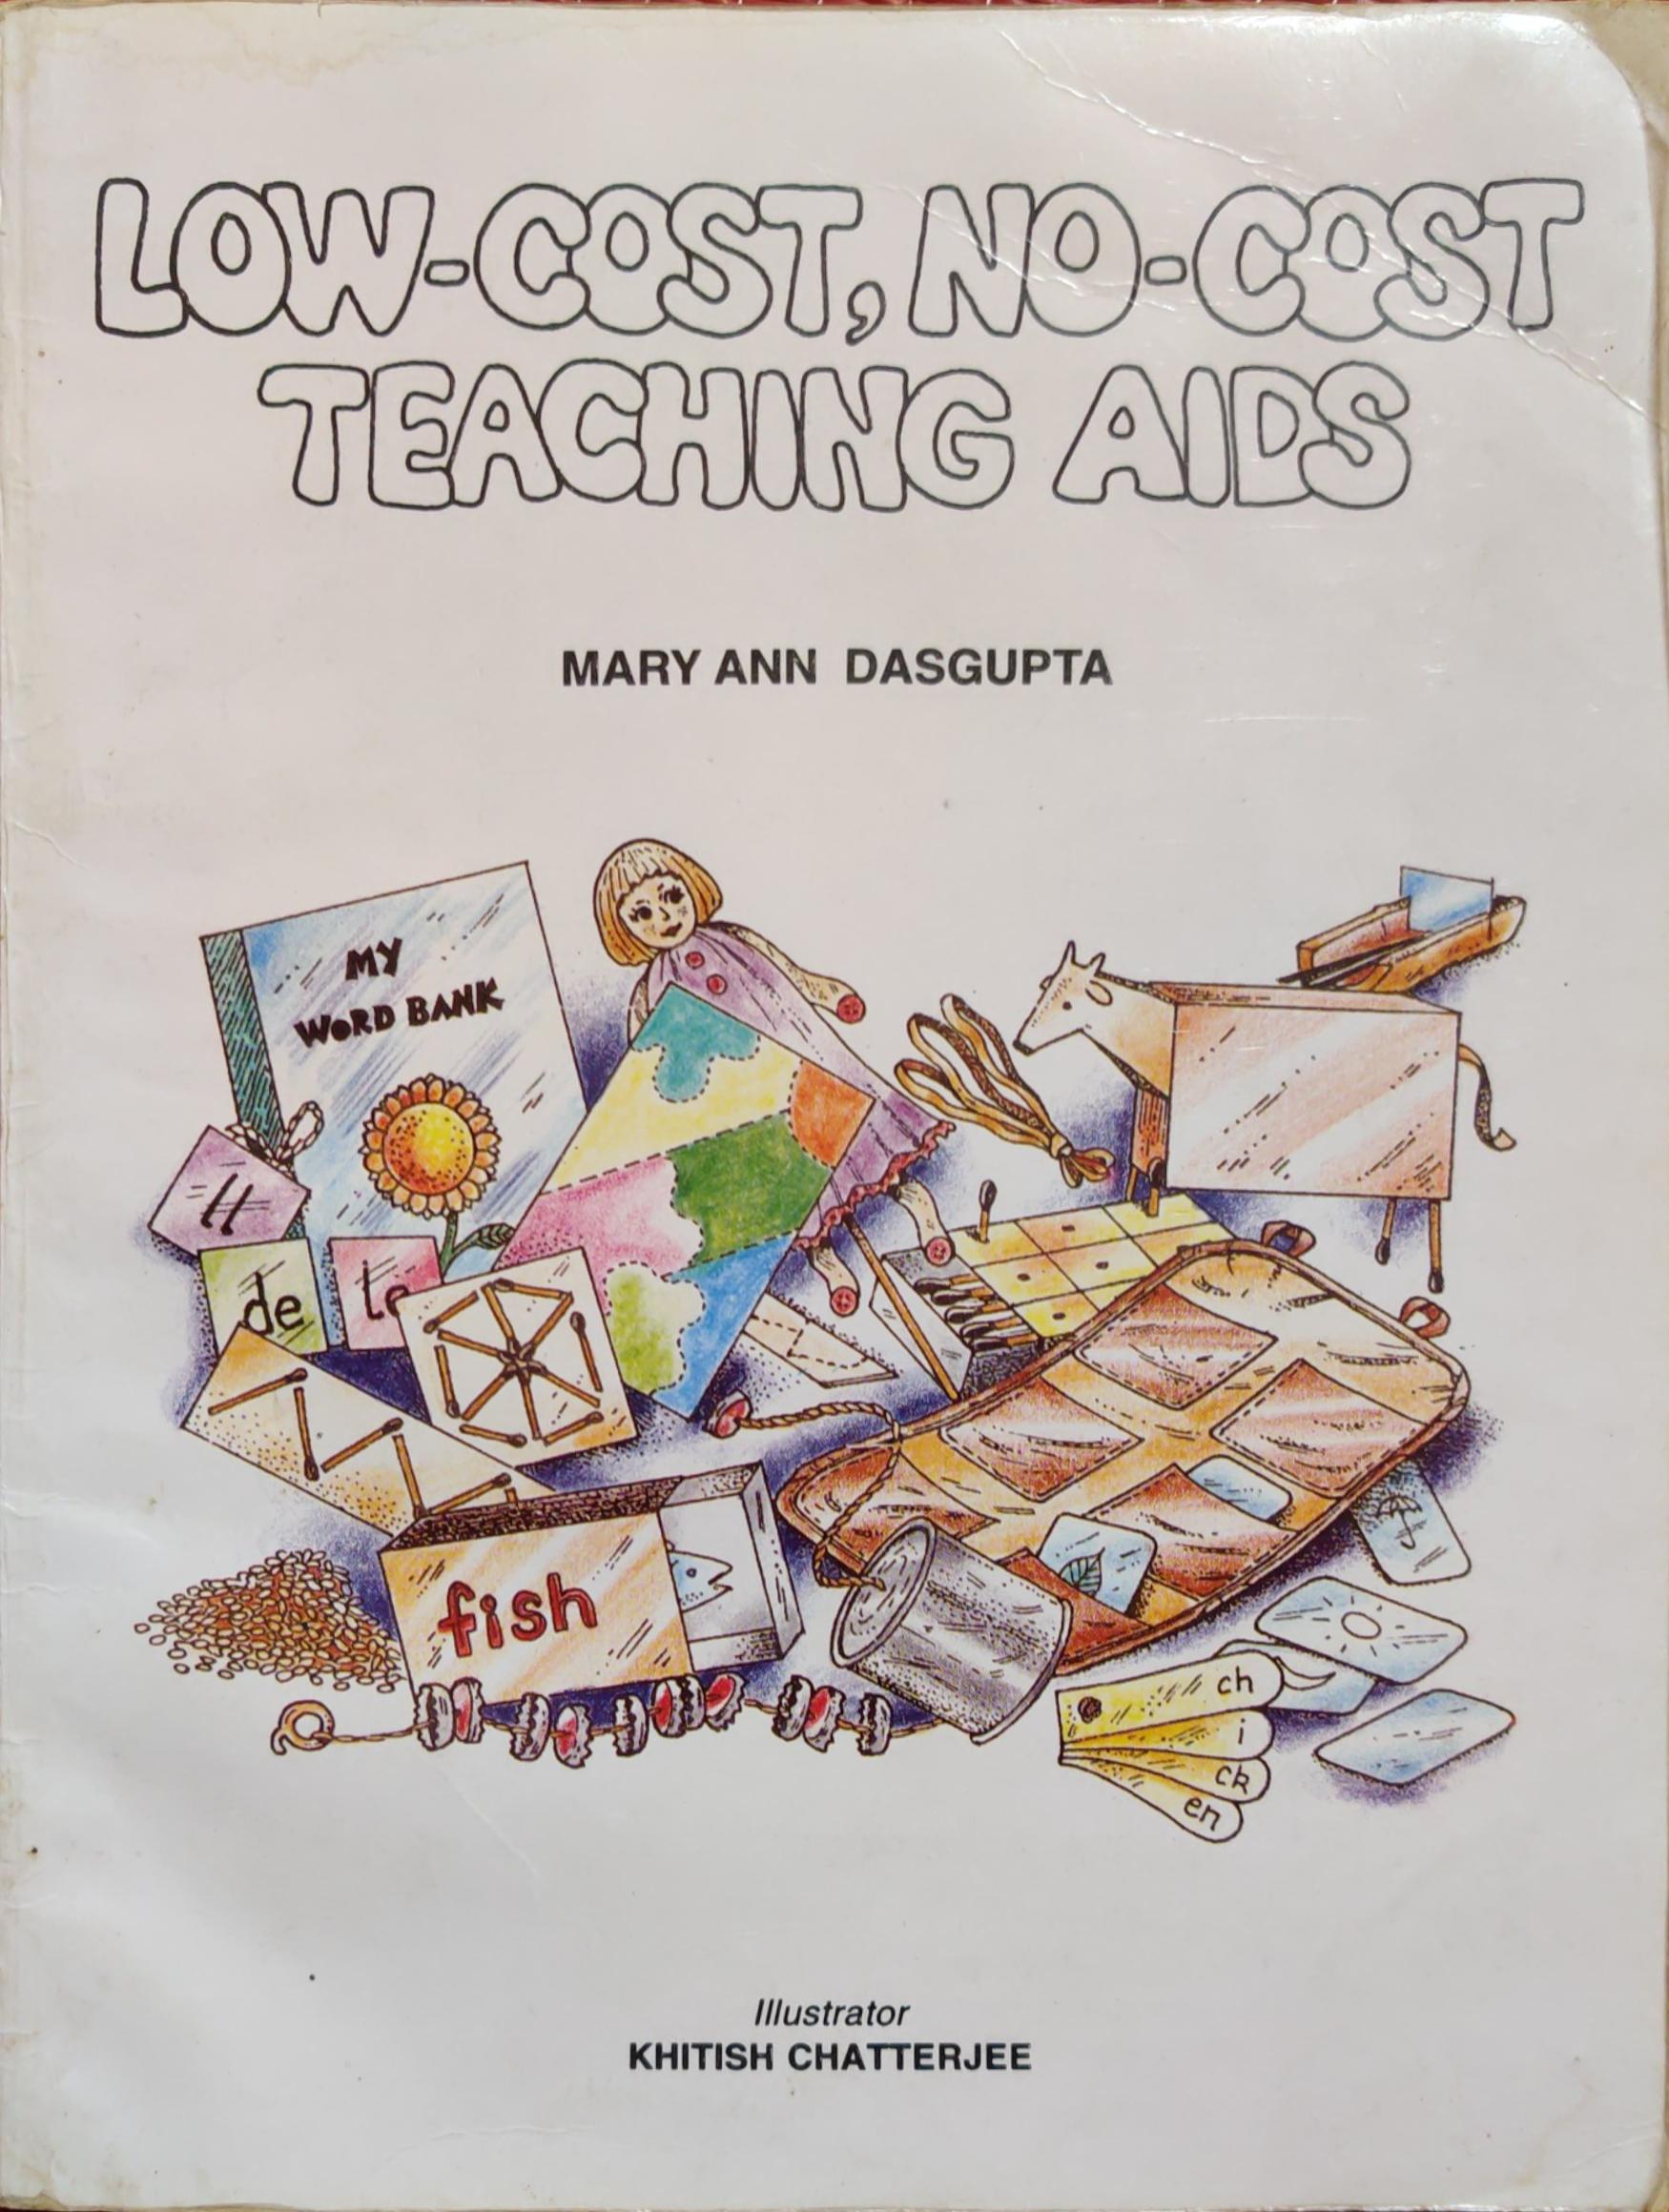 LOW-COST, NO-COST
TEACHING AIDS
MARY ANN DASGUPTA
MY
WORD BANK
de
le
fish
ch
i
ck
en
Illustrator
KHITISH CHATTERJEE